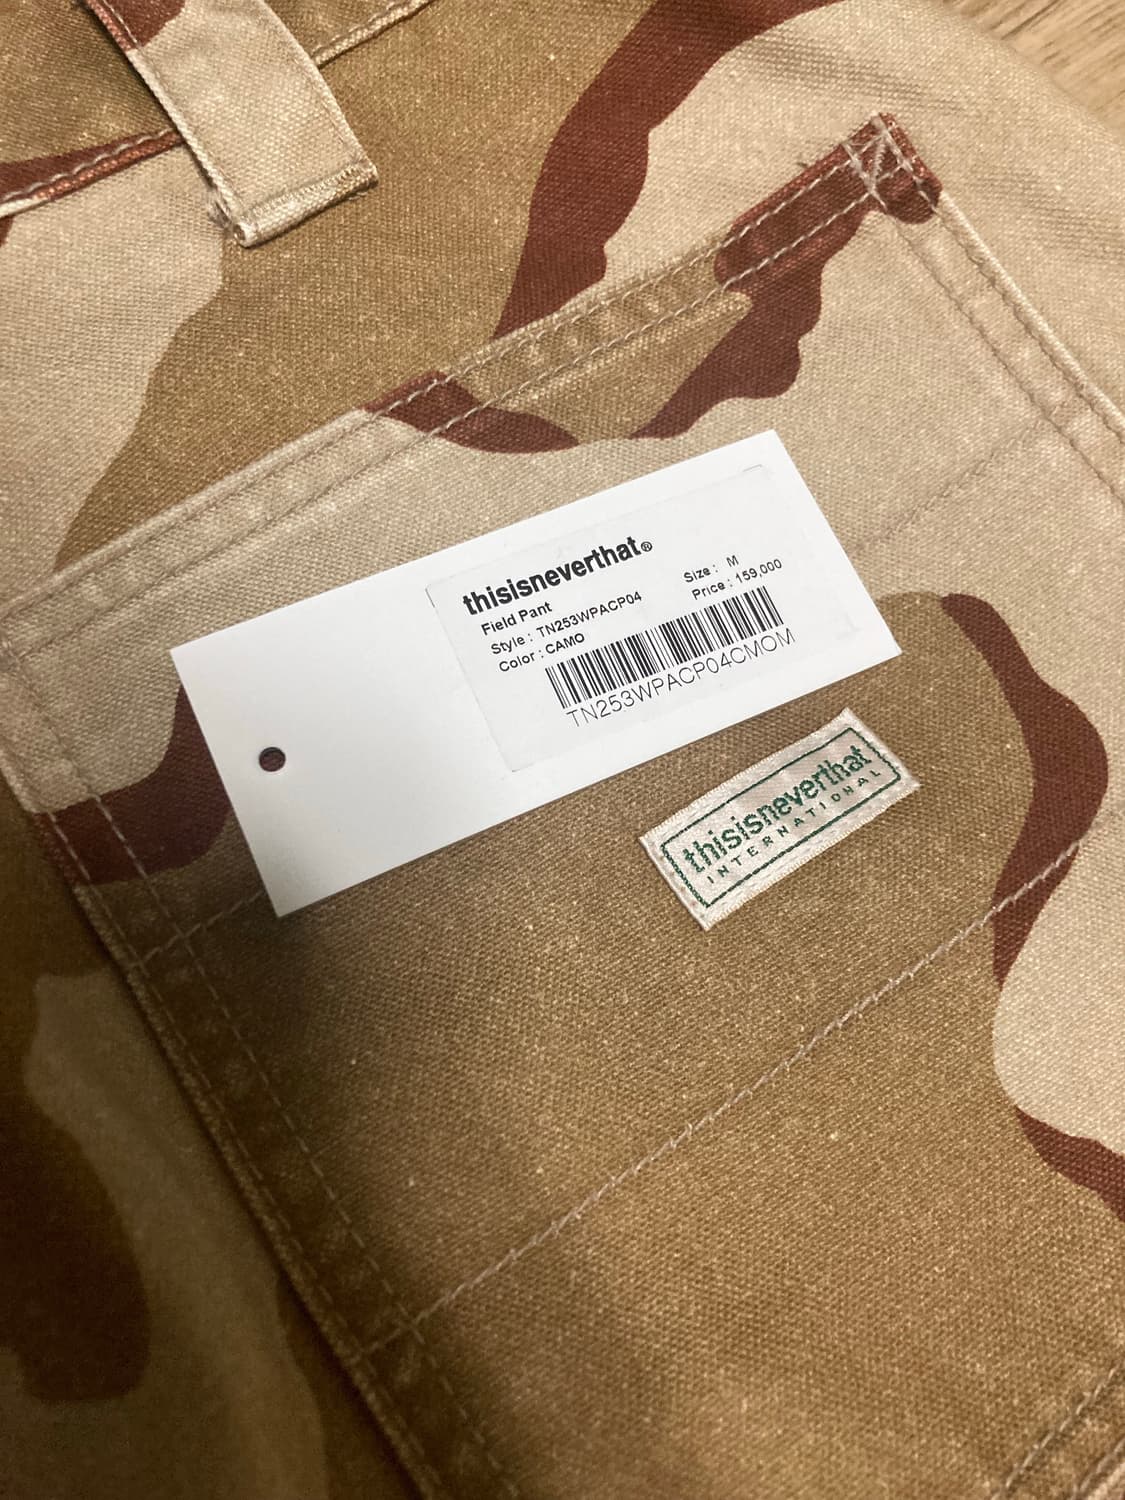 thisisneverthat®
Field Pant
Size : M
Style : TN253WPACP04
Price : 159,000
Color : CAMO
TN253WPACP04CMOM
thisisneverthat
INTERNATIONAL